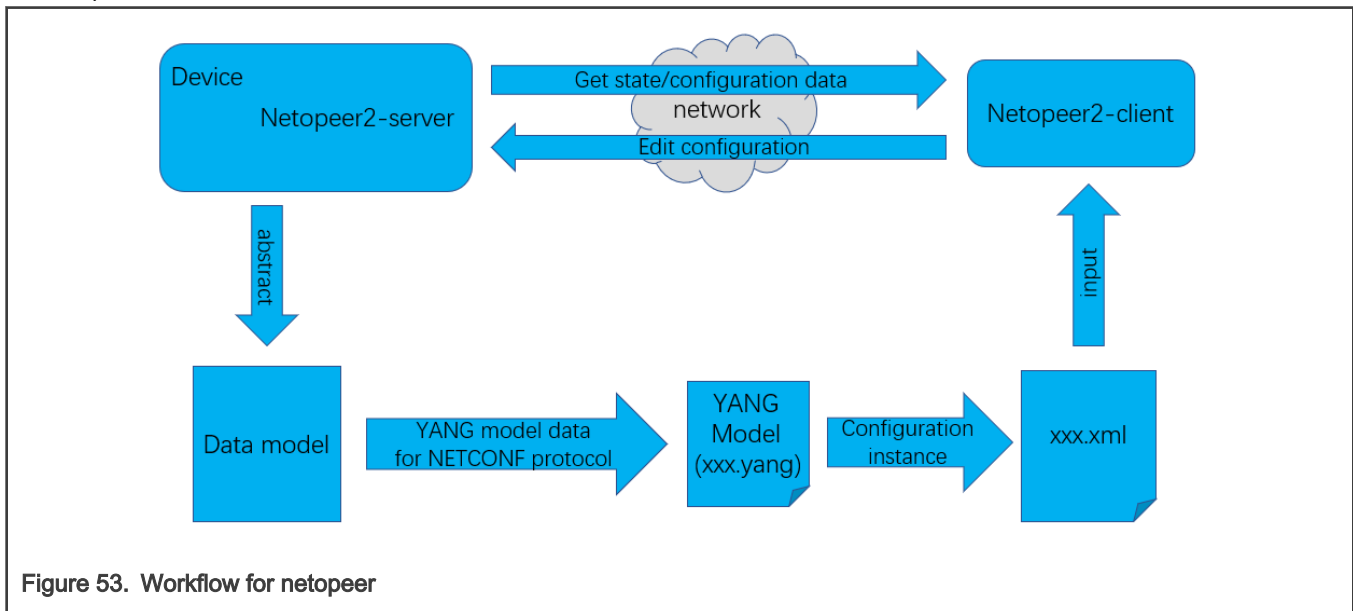 Device
Netopeer2-server
Get state/configuration data
network
Edit configuration
Netopeer2-client
abstract
input
Data model
YANG model data
for NETCONF protocol
YANG
Model
(xxx.yang)
Configuration
instance
xxx.xml
Figure 53. Workflow for netopeer